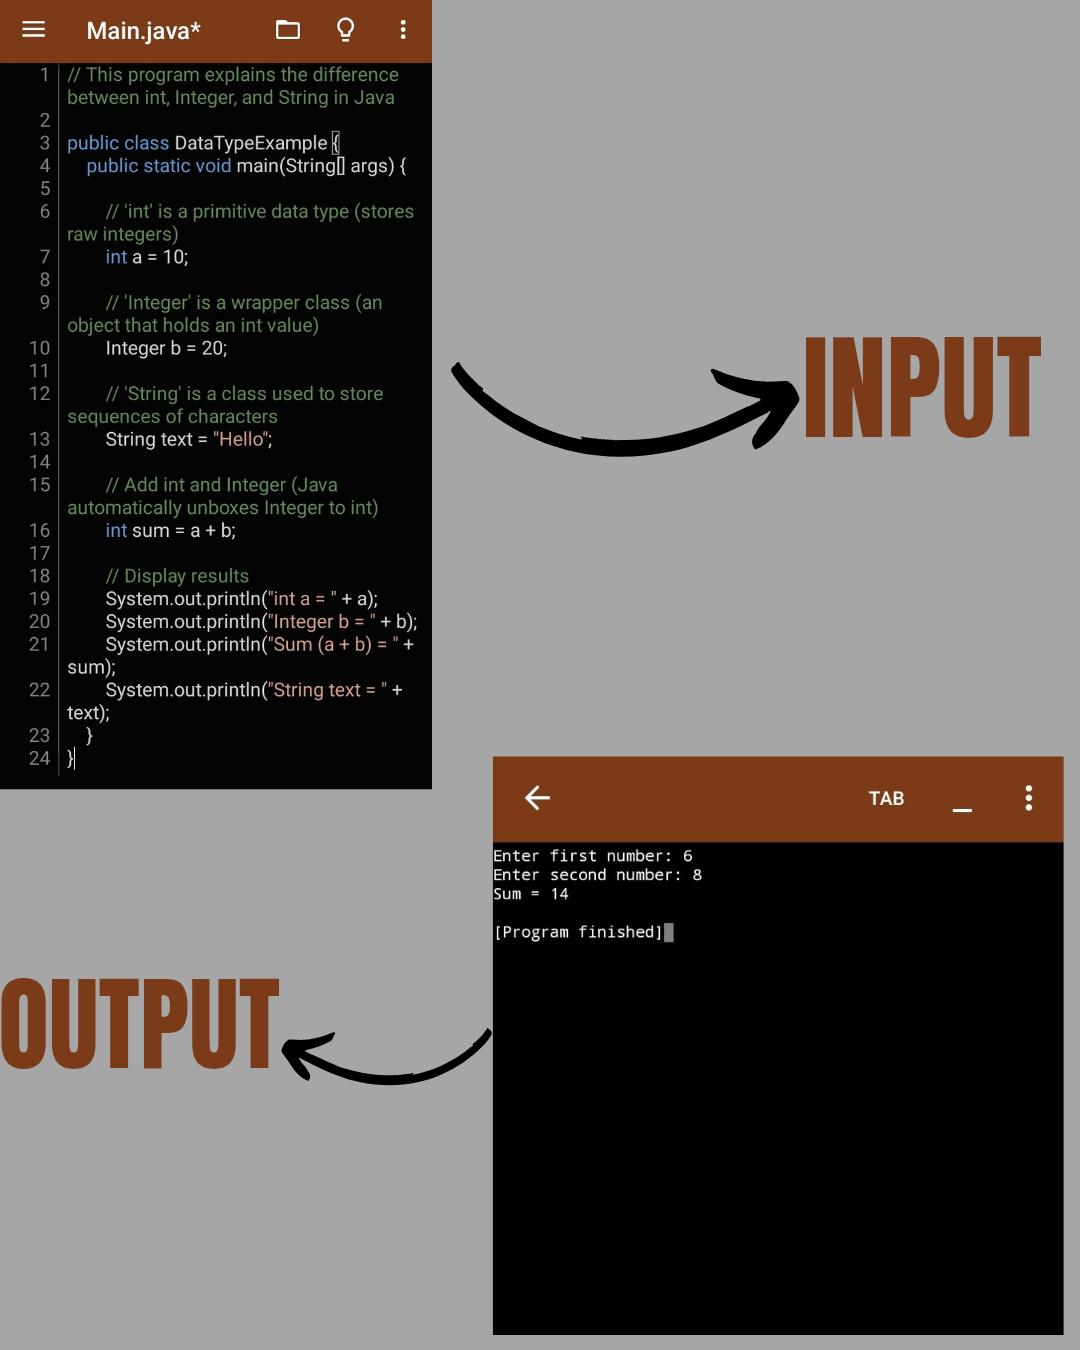 Main.java*
1 // This program explains the difference
between int, Integer, and String in Java
2
3 public class DataTypeExample {
4 public static void main(String[] args) {
5
6 // 'int' is a primitive data type (stores
raw integers)
7 int a = 10;
8
9 // 'Integer' is a wrapper class (an
object that holds an int value)
10 Integer b = 20;
11
12 // 'String' is a class used to store
sequences of characters
13 String text = "Hello";
14
15 // Add int and Integer (Java
automatically unboxes Integer to int)
16 int sum = a + b;
17
18 // Display results
19 System.out.println("int a = " + a);
20 System.out.println("Integer b = " + b);
21 System.out.println("Sum (a + b) = " +
sum);
22 System.out.println("String text = " +
text);
23 }
24 }
INPUT
TAB
Enter first number: 6
Enter second number: 8
Sum = 14
[Program finished]
OUTPUT